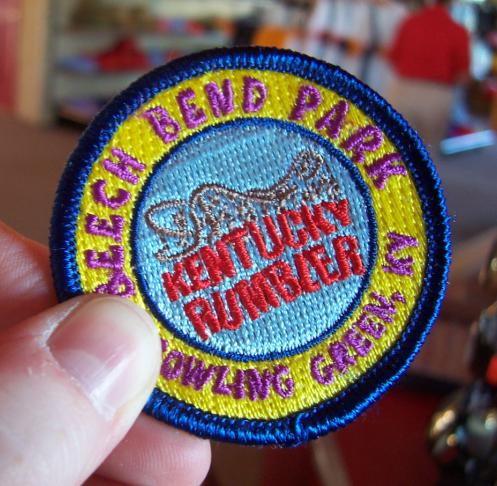 BEECH BEND PARK
KENTUCKY
RUMBLER
BOWLING GREEN, KY